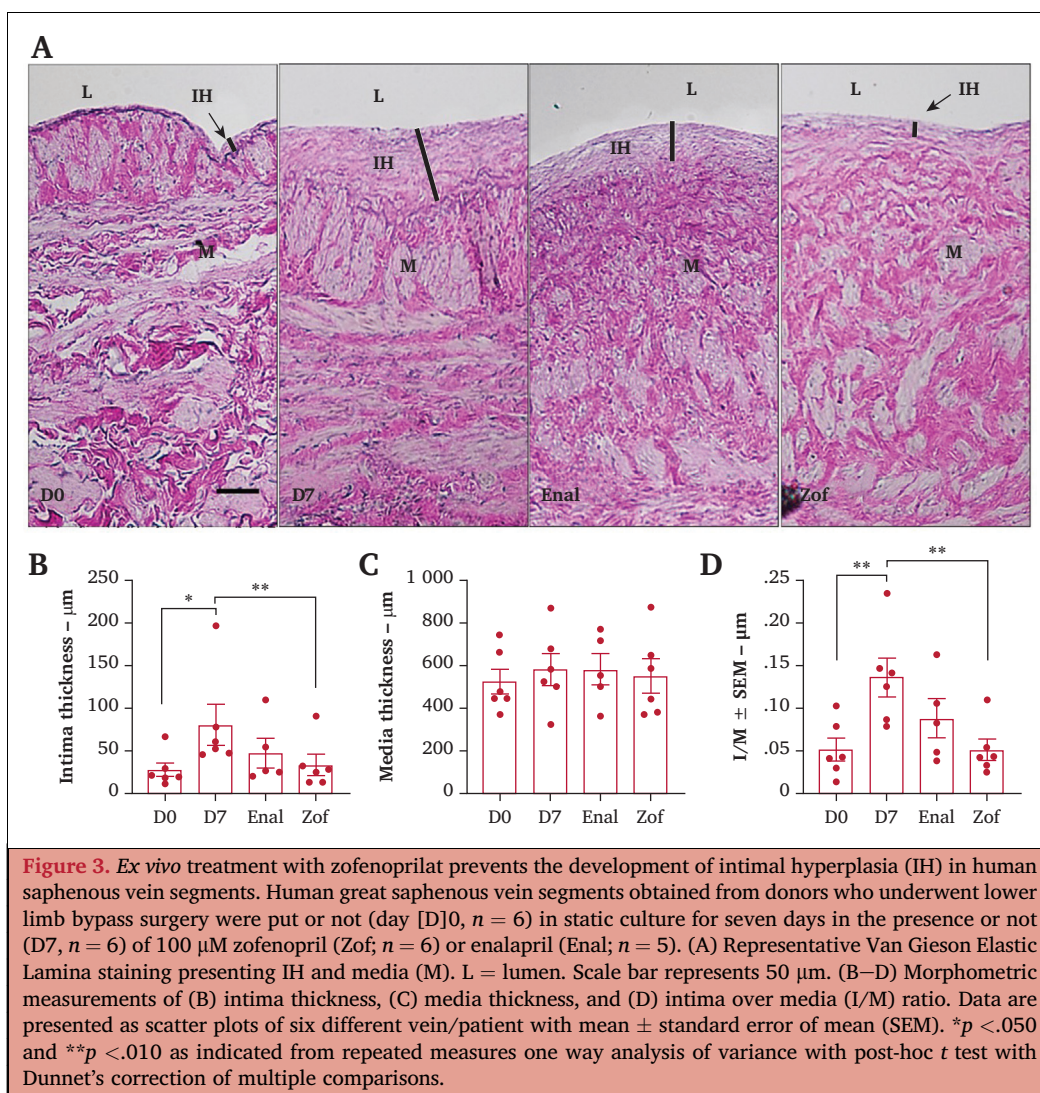 A
L
IH
L
IH
L
IH
L
IH
M
M
M
M
D0
D7
Enal
Zof
B
250
200
150
100
50
0
Intima thickness – μm
*
**
D0 D7 Enal Zof
C
1 000
800
600
400
200
0
Media thickness – μm
D0 D7 Enal Zof
D
.25
.20
.15
.10
.05
0
I/M ± SEM – μm
**
**
D0 D7 Enal Zof
Figure 3. Ex vivo treatment with zofenoprilat prevents the development of intimal hyperplasia (IH) in human
saphenous vein segments. Human great saphenous vein segments obtained from donors who underwent lower
limb bypass surgery were put or not (day [D]0, n = 6) in static culture for seven days in the presence or not
(D7, n = 6) of 100 μM zofenopril (Zof; n = 6) or enalapril (Enal; n = 5). (A) Representative Van Gieson Elastic
Lamina staining presenting IH and media (M). L = lumen. Scale bar represents 50 μm. (B–D) Morphometric
measurements of (B) intima thickness, (C) media thickness, and (D) intima over media (I/M) ratio. Data are
presented as scatter plots of six different vein/patient with mean ± standard error of mean (SEM). *p <.050
and **p <.010 as indicated from repeated measures one way analysis of variance with post-hoc t test with
Dunnet's correction of multiple comparisons.